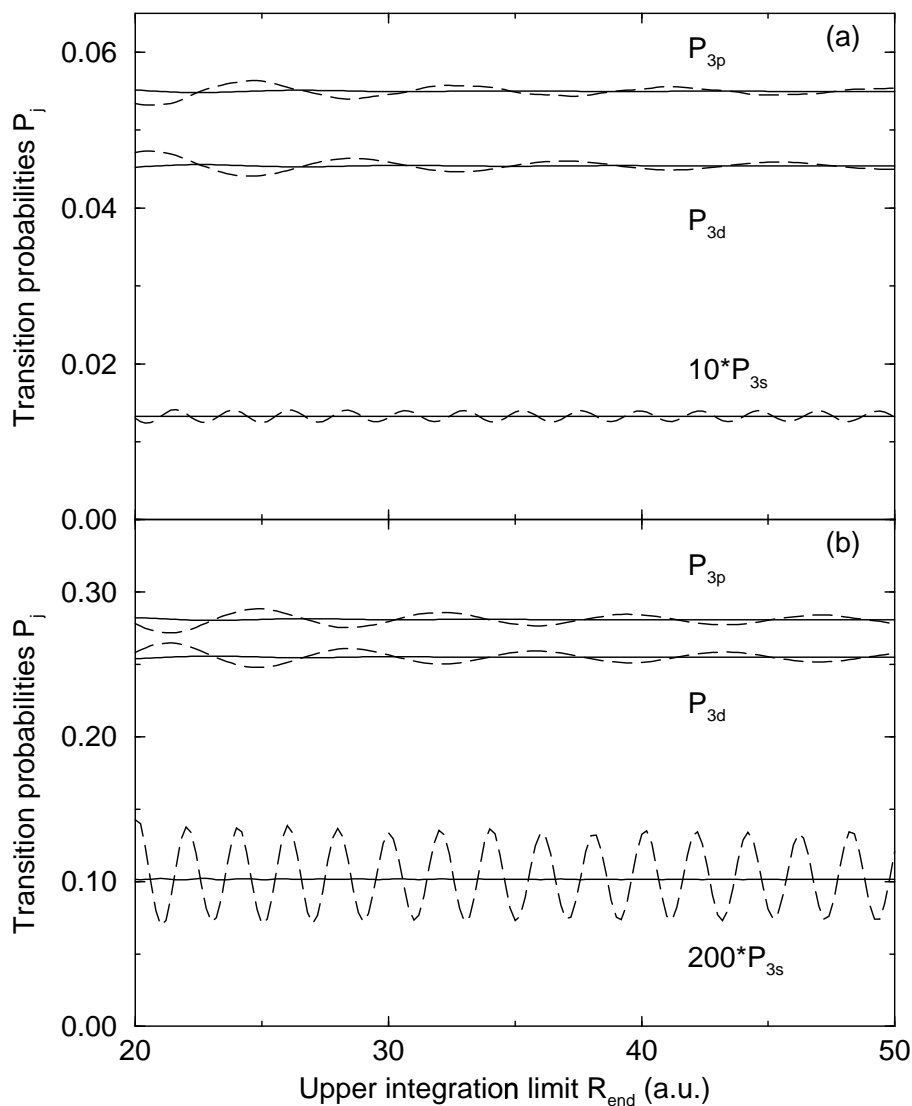 (a)
P3p
0.06
0.04
P3d
0.02
10*P3s
0.00
Transition probabilities Pj
(b)
P3p
0.30
P3d
0.20
0.10
200*P3s
0.00
Transition probabilities Pj
20
30
40
50
Upper integration limit Rend (a.u.)